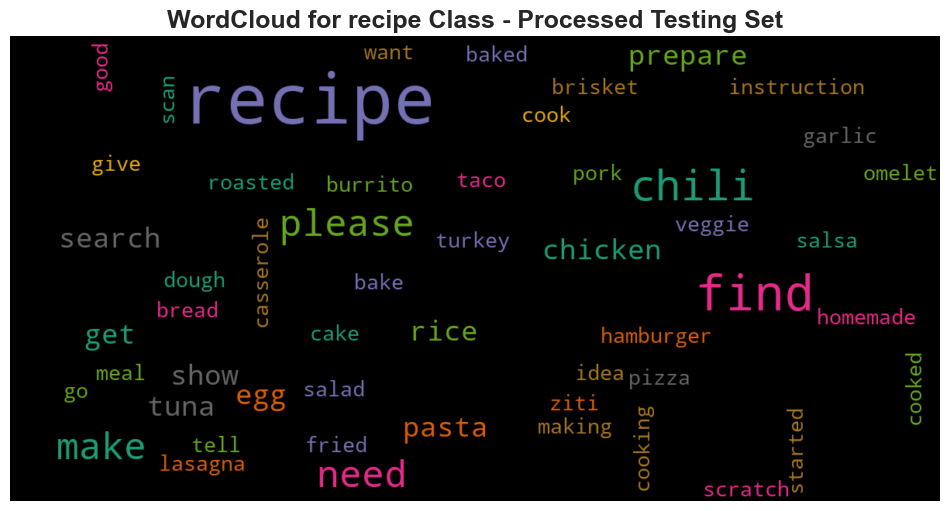 WordCloud for recipe Class - Processed Testing Set
good
want
baked
prepare
scan
recipe
brisket
instruction
cook
garlic
give
roasted
burrito
taco
pork
chili
omelet
search
please
turkey
chicken
veggie
salsa
casserole
dough
bake
find
bread
homemade
get
cake
rice
hamburger
meal
show
idea
pizza
go
tuna
egg
salad
ziti
cooked
make
tell
fried
pasta
making
cooking
started
lasagna
need
scratch